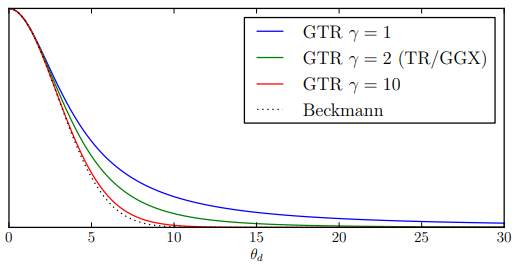 GTR γ = 1
GTR γ = 2 (TR/GGX)
GTR γ = 10
Beckmann
0 5 10 15 20 25 30
θd